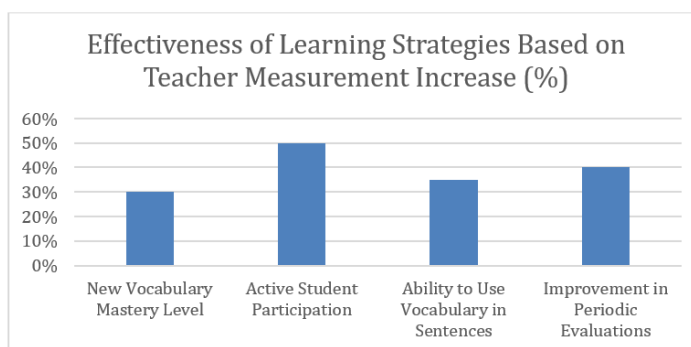 Effectiveness of Learning Strategies Based on
Teacher Measurement Increase (%)
60%
50%
40%
30%
20%
10%
0%
New Vocabulary
Mastery Level
Active Student
Participation
Ability to Use
Vocabulary in
Sentences
Improvement in
Periodic
Evaluations